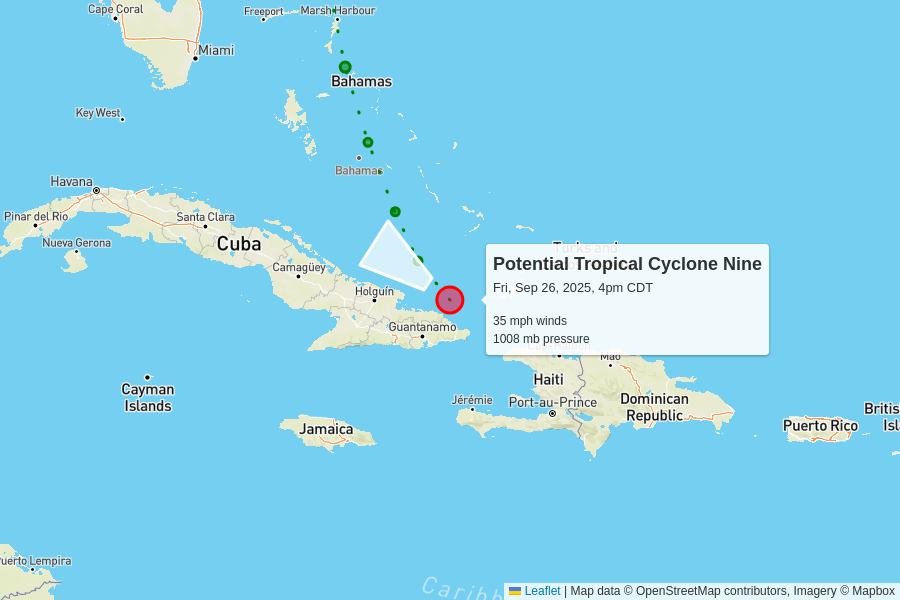 Cape Coral
Freeport
Marsh Harbour
Miami
Bahamas
Key West
Bahamas
Havana
Pinar del Rio
Santa Clara
Nueva Gerona
Cuba
Turks and
Camagüey
Holguín
Guantanamo
Potential Tropical Cyclone Nine
Fri, Sep 26, 2025, 4pm CDT
35 mph winds
1008 mb pressure
Mao
Haiti
Cayman
Islands
Jérémie
Port-au-Prince
Dominican
Republic
Jamaica
Puerto Rico
Britis
Isl
uerto Lempira
Caribb
Leaflet | Map data © OpenStreetMap contributors, Imagery © Mapbox